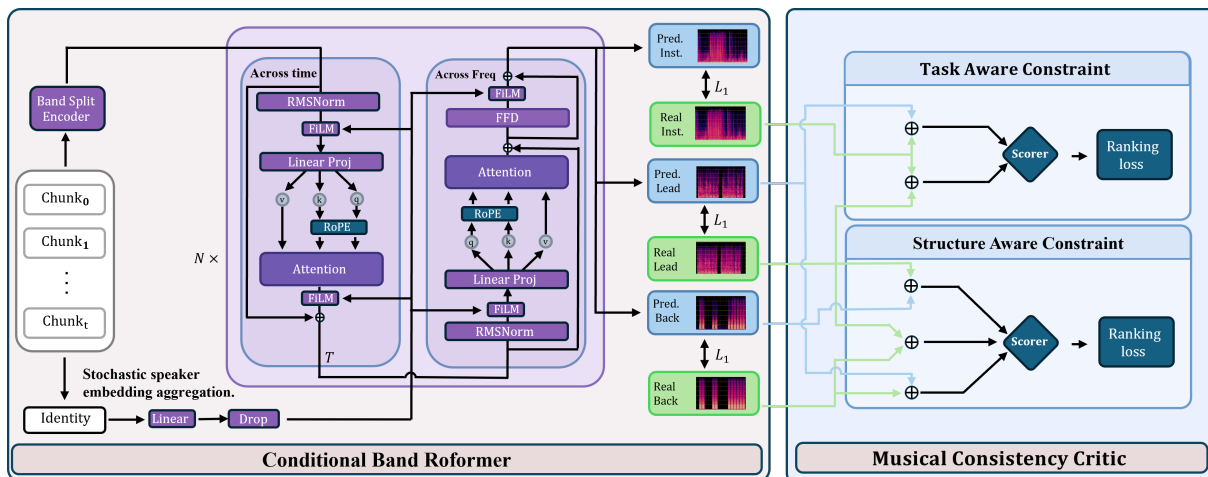 Band Split
Encoder
Chunk0
Chunk1
Chunkt
Stochastic speaker
embedding aggregation.
Identity
Linear
Drop
N ×
Across time
RMSNorm
FiLM
Linear Proj
v
k
q
RoPE
Attention
FiLM
T
Across Freq
FiLM
FFD
Attention
RoPE
q
k
v
Linear Proj
FiLM
RMSNorm
Pred.
Inst.
L1
Real
Inst.
Pred.
Lead
L1
Real
Lead
Pred.
Back
L1
Real
Back
Conditional Band Roformer
Task Aware Constraint
Scorer
Ranking
loss
Structure Aware Constraint
Scorer
Ranking
loss
Musical Consistency Critic